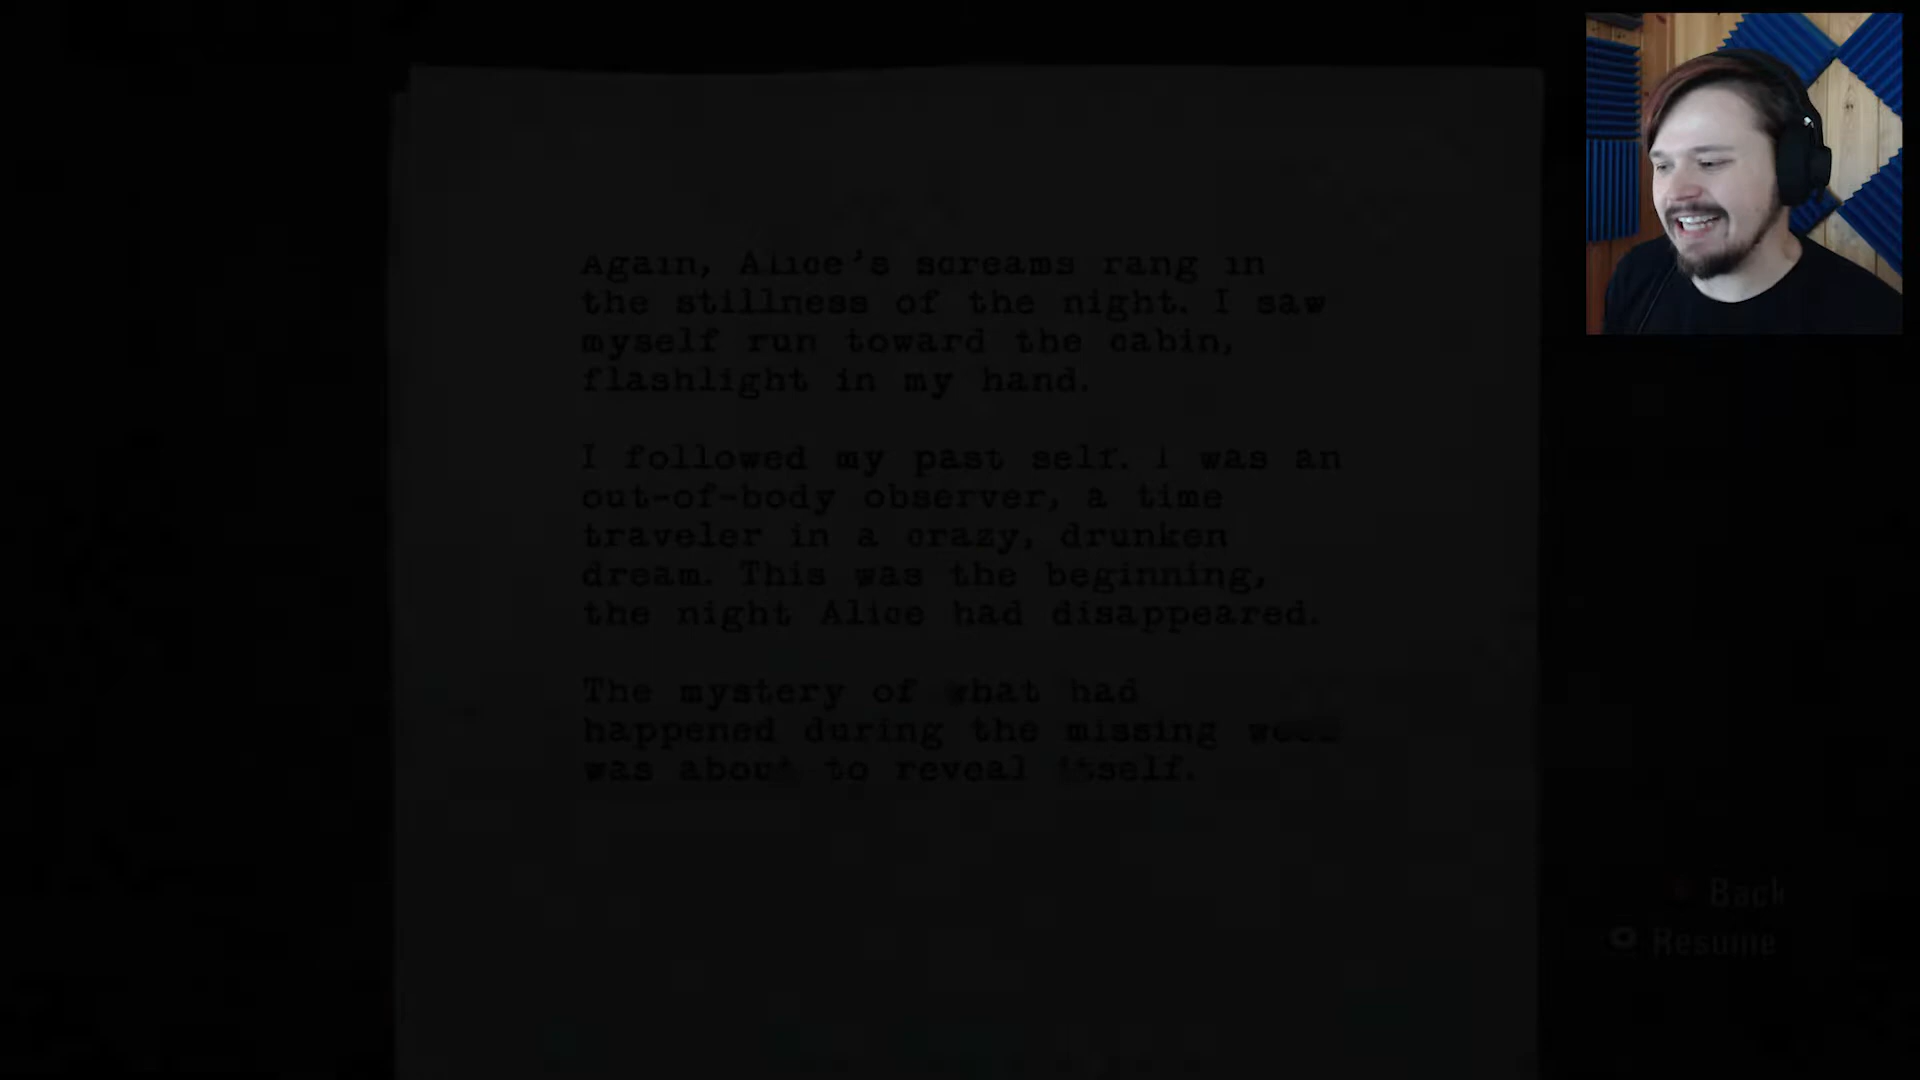 Again, Alice's screams rang in
the stillness of the night. I saw
myself run toward the cabin,
flashlight in my hand.
I followed my past self. I was an
out-of-body observer, a time
traveler in a crazy, drunken
dream. This was the beginning,
the night Alice had disappeared.
The mystery of what had
happened during the missing week
was about to reveal itself.
Back
Resume